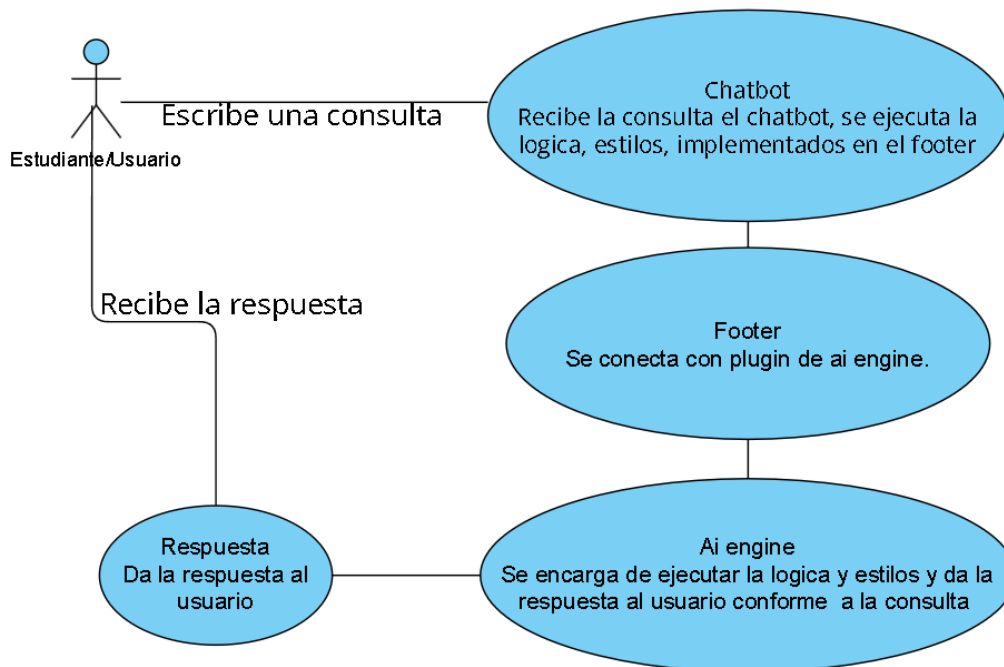 Estudiante/Usuario
Escribe una consulta
Chatbot
Recibe la consulta el chatbot, se ejecuta la
logica, estilos, implementados en el footer
Recibe la respuesta
Footer
Se conecta con plugin de ai engine.
Respuesta
Da la respuesta al
usuario
Ai engine
Se encarga de ejecutar la logica y estilos y da la
respuesta al usuario conforme a la consulta